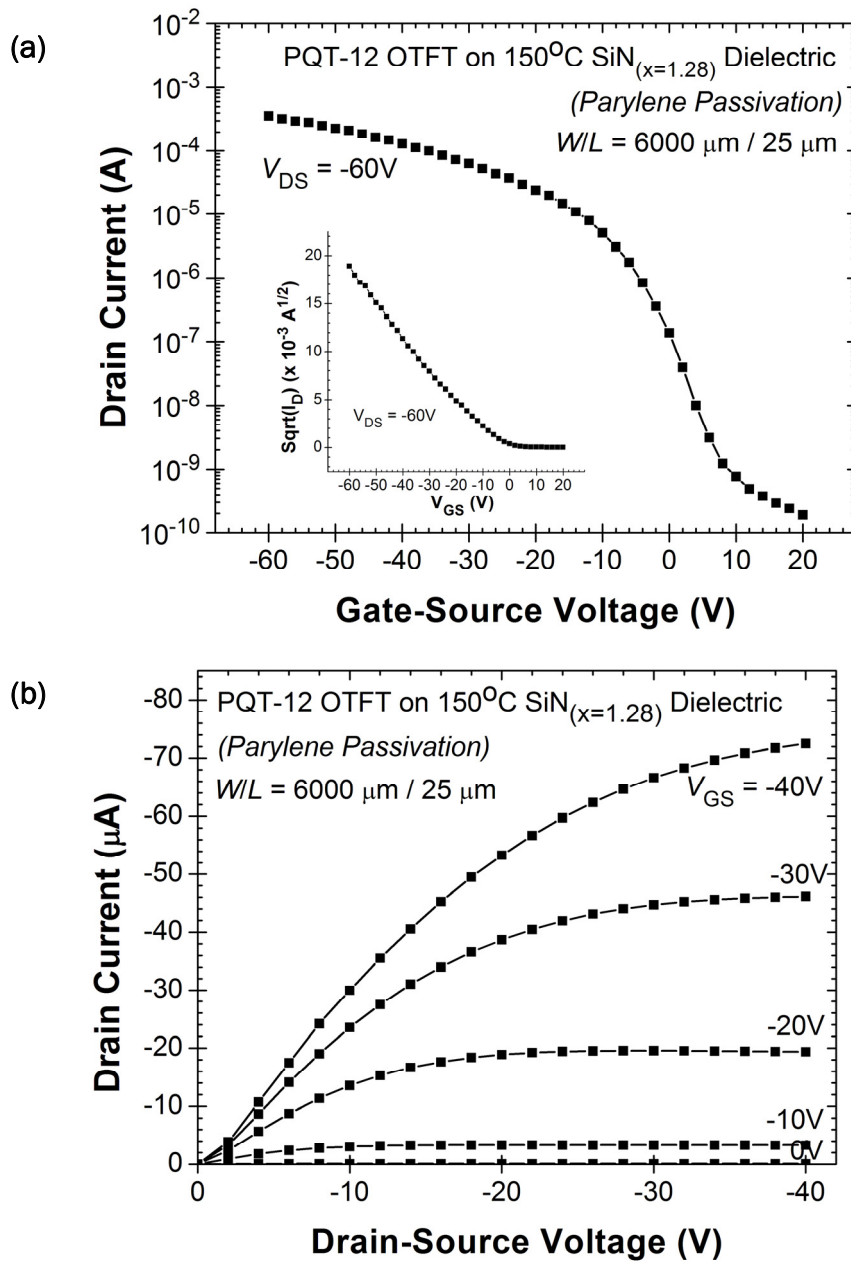 (a)
PQT-12 OTFT on 150°C SiN(x=1.28) Dielectric
(Parylene Passivation)
W/L = 6000 μm / 25 μm
VDS = -60V
Drain Current (A)
10-2
10-3
10-4
10-5
10-6
10-7
10-8
10-9
10-10
-60 -50 -40 -30 -20 -10 0 10 20
Gate-Source Voltage (V)
Sqrt(ID) (x 10-3 A1/2)
20
15
10
5
0
VDS = -60V
-60 -50 -40 -30 -20 -10 0 10 20
VGS (V)
(b)
PQT-12 OTFT on 150°C SiN(x=1.28) Dielectric
(Parylene Passivation)
W/L = 6000 μm / 25 μm
VGS = -40V
-30V
-20V
-10V
0V
Drain Current (μA)
-80
-70
-60
-50
-40
-30
-20
-10
0
0 -10 -20 -30 -40
Drain-Source Voltage (V)